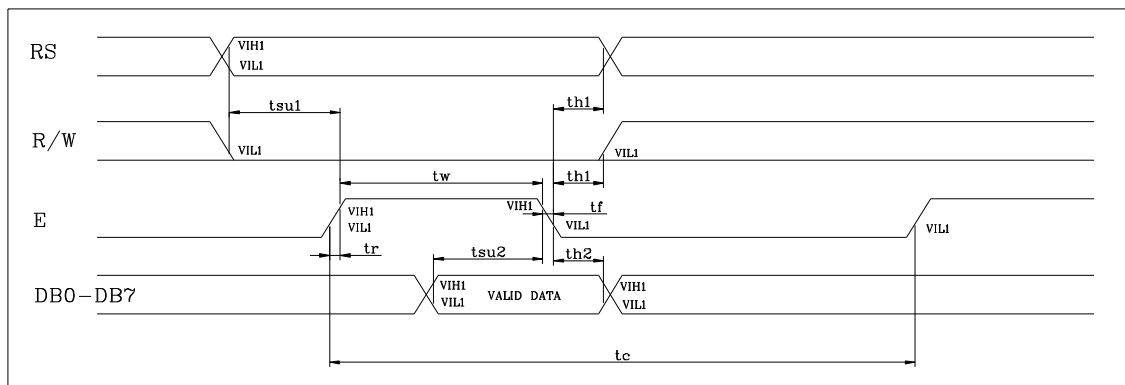 RS
VIH1
VIL1
tsu1
th1
R/W
VIL1
VIL1
tw
th1
E
VIH1
VIL1
VIH1
tf
VIL1
VIL1
tr
tsu2
th2
DB0-DB7
VIH1
VIL1
VALID DATA
VIH1
VIL1
tc